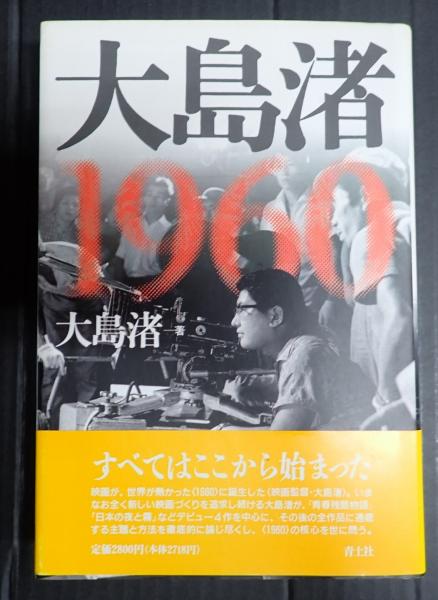 大島渚
1960
大島渚 著
すべてはここから始まった
映画が、世界が熱かった〈1960〉に誕生した〈映画監督・大島渚〉。いま
なお全く新しい映画づくりを追求し続ける大島渚が、「青春残酷物語」
「日本の夜と霧」などデビュー4作を中心に、その後の全作品に通底
する主題と方法を徹底的に論じ尽くし、〈1960〉の核心を世に問う。
定価2800円(本体2718円)
青土社